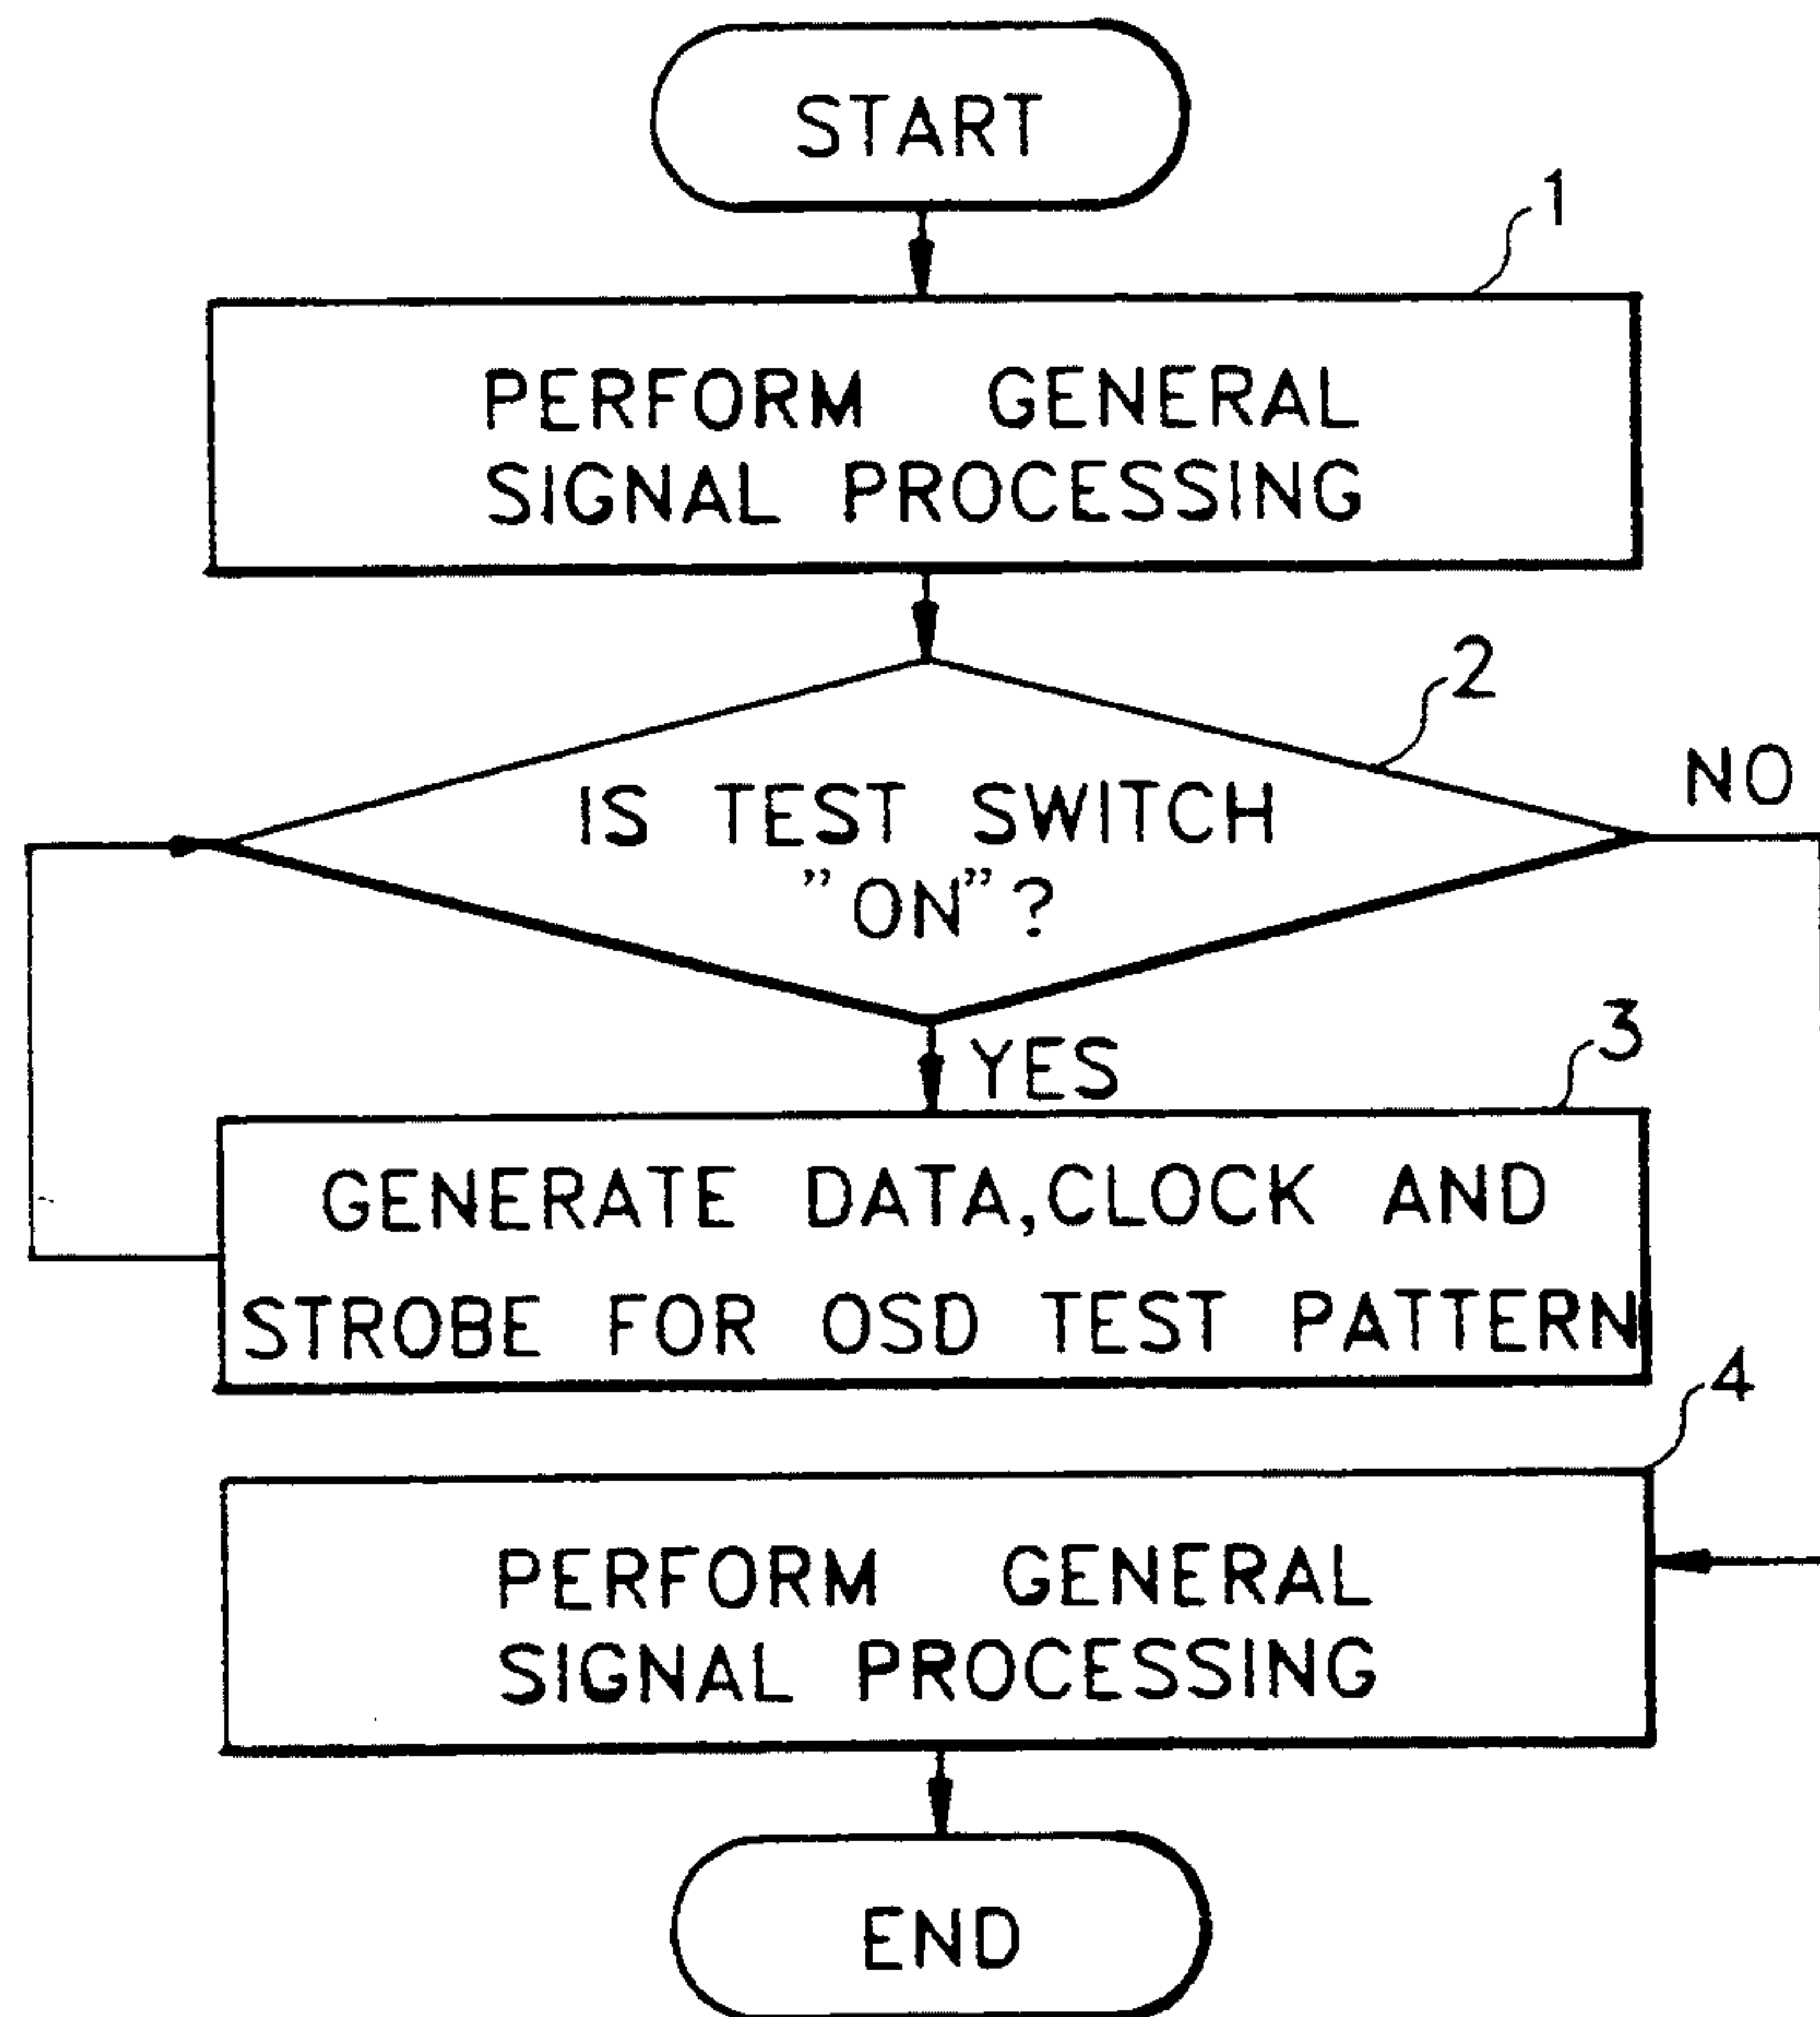 START
1
PERFORM GENERAL
SIGNAL PROCESSING
2
NO
IS TEST SWITCH
”ON”?
YES
3
GENERATE DATA,CLOCK AND
STROBE FOR OSD TEST PATTERN
4
PERFORM GENERAL
SIGNAL PROCESSING
END